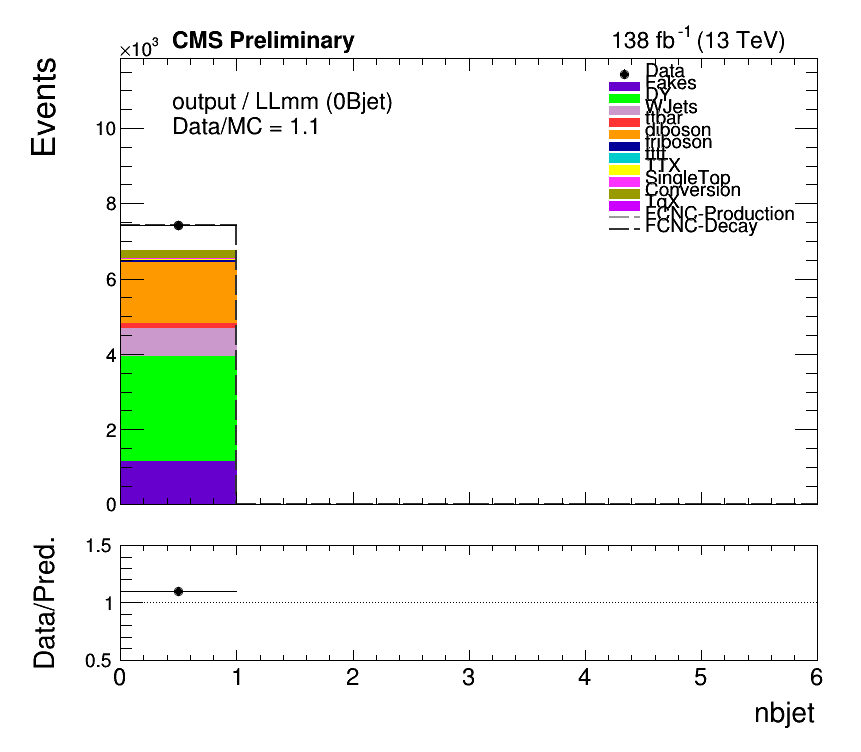 ×10³ CMS Preliminary 138 fb⁻¹ (13 TeV)
Events
output / LLmm (0Bjet)
Data/MC = 1.1
Data
Fakes
DY
WJets
ttbar
diboson
triboson
tttt
TTX
SingleTop
Conversion
TqX
FCNC-Production
FCNC-Decay
10
8
6
4
2
0
Data/Pred.
1.5
1
0.5
0 1 2 3 4 5 6
nbjet